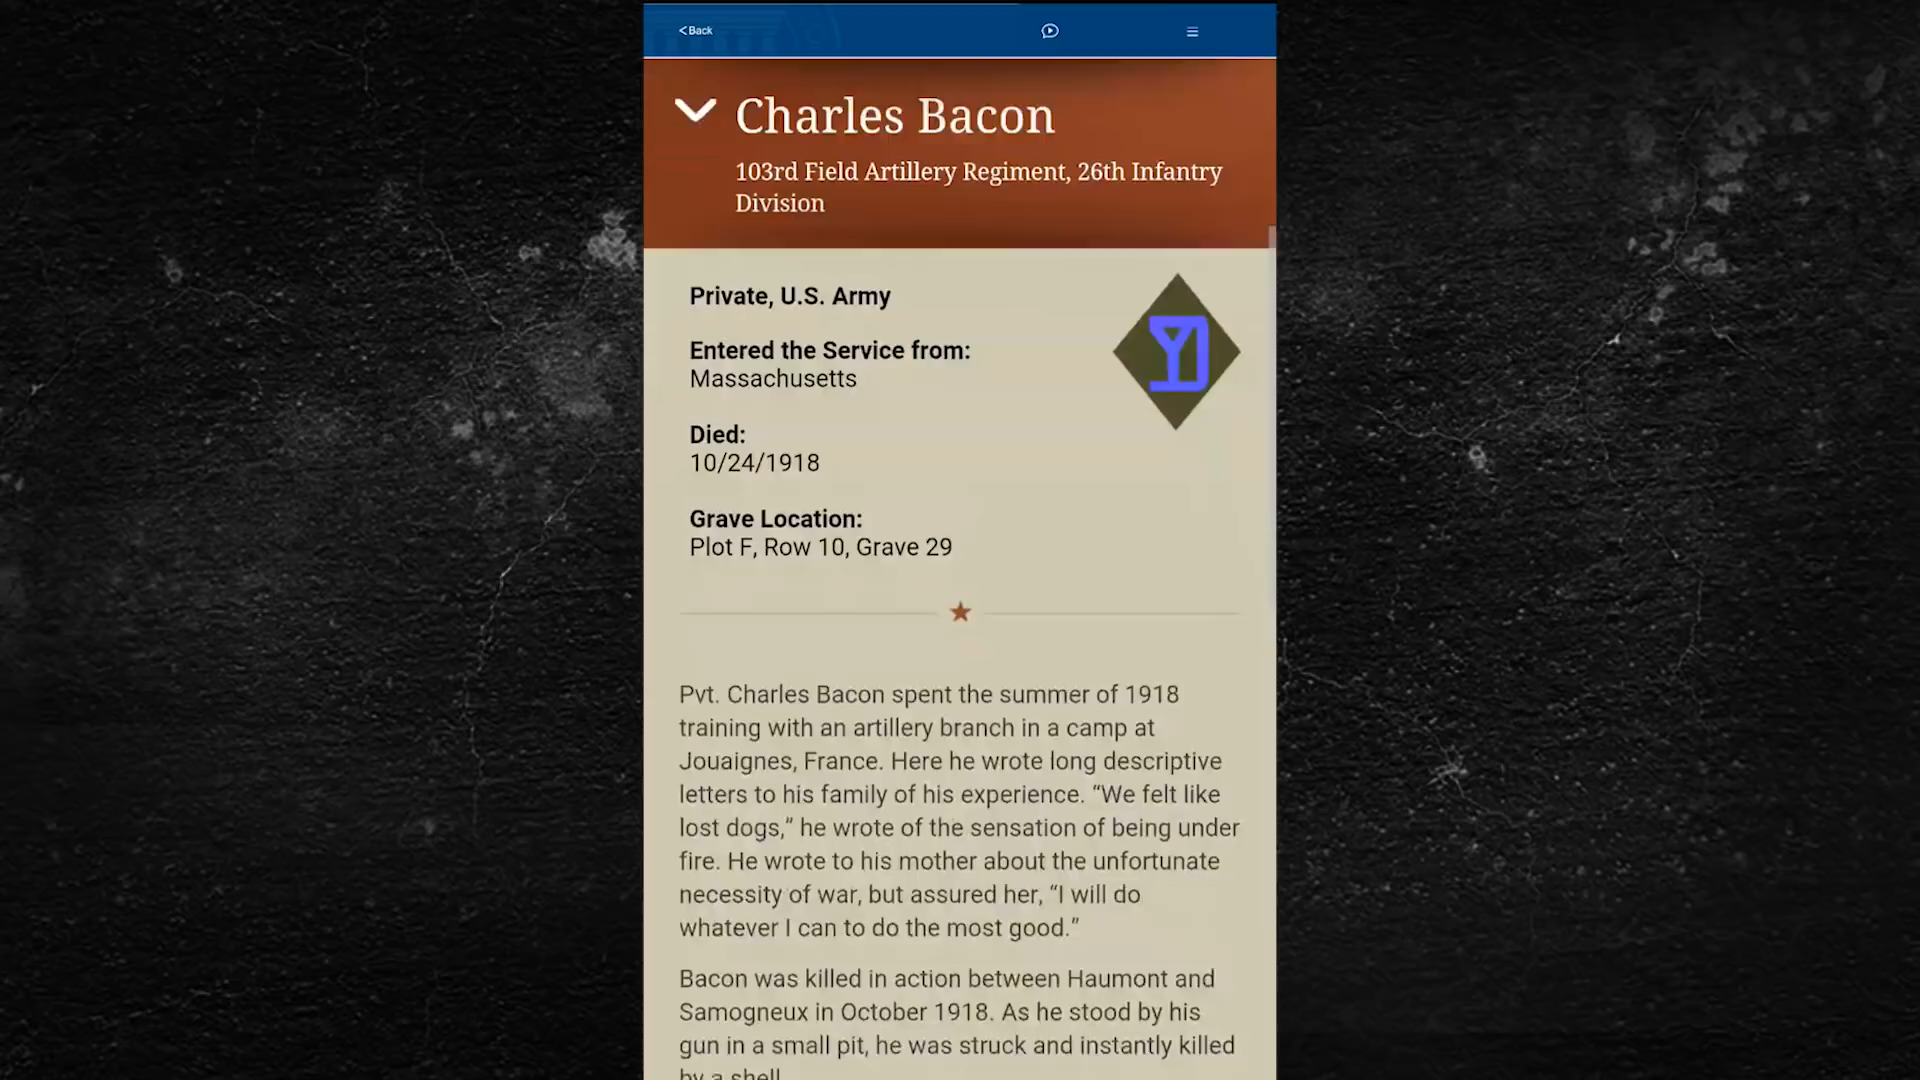 Back
Charles Bacon
103rd Field Artillery Regiment, 26th Infantry
Division
Private, U.S. Army
YD
Entered the Service from:
Massachusetts
Died:
10/24/1918
Grave Location:
Plot F, Row 10, Grave 29
Pvt. Charles Bacon spent the summer of 1918
training with an artillery branch in a camp at
Jouaignes, France. Here he wrote long descriptive
letters to his family of his experience. “We felt like
lost dogs,” he wrote of the sensation of being under
fire. He wrote to his mother about the unfortunate
necessity of war, but assured her, “I will do
whatever I can to do the most good.”
Bacon was killed in action between Haumont and
Samogneux in October 1918. As he stood by his
gun in a small pit, he was struck and instantly killed
by a shell.